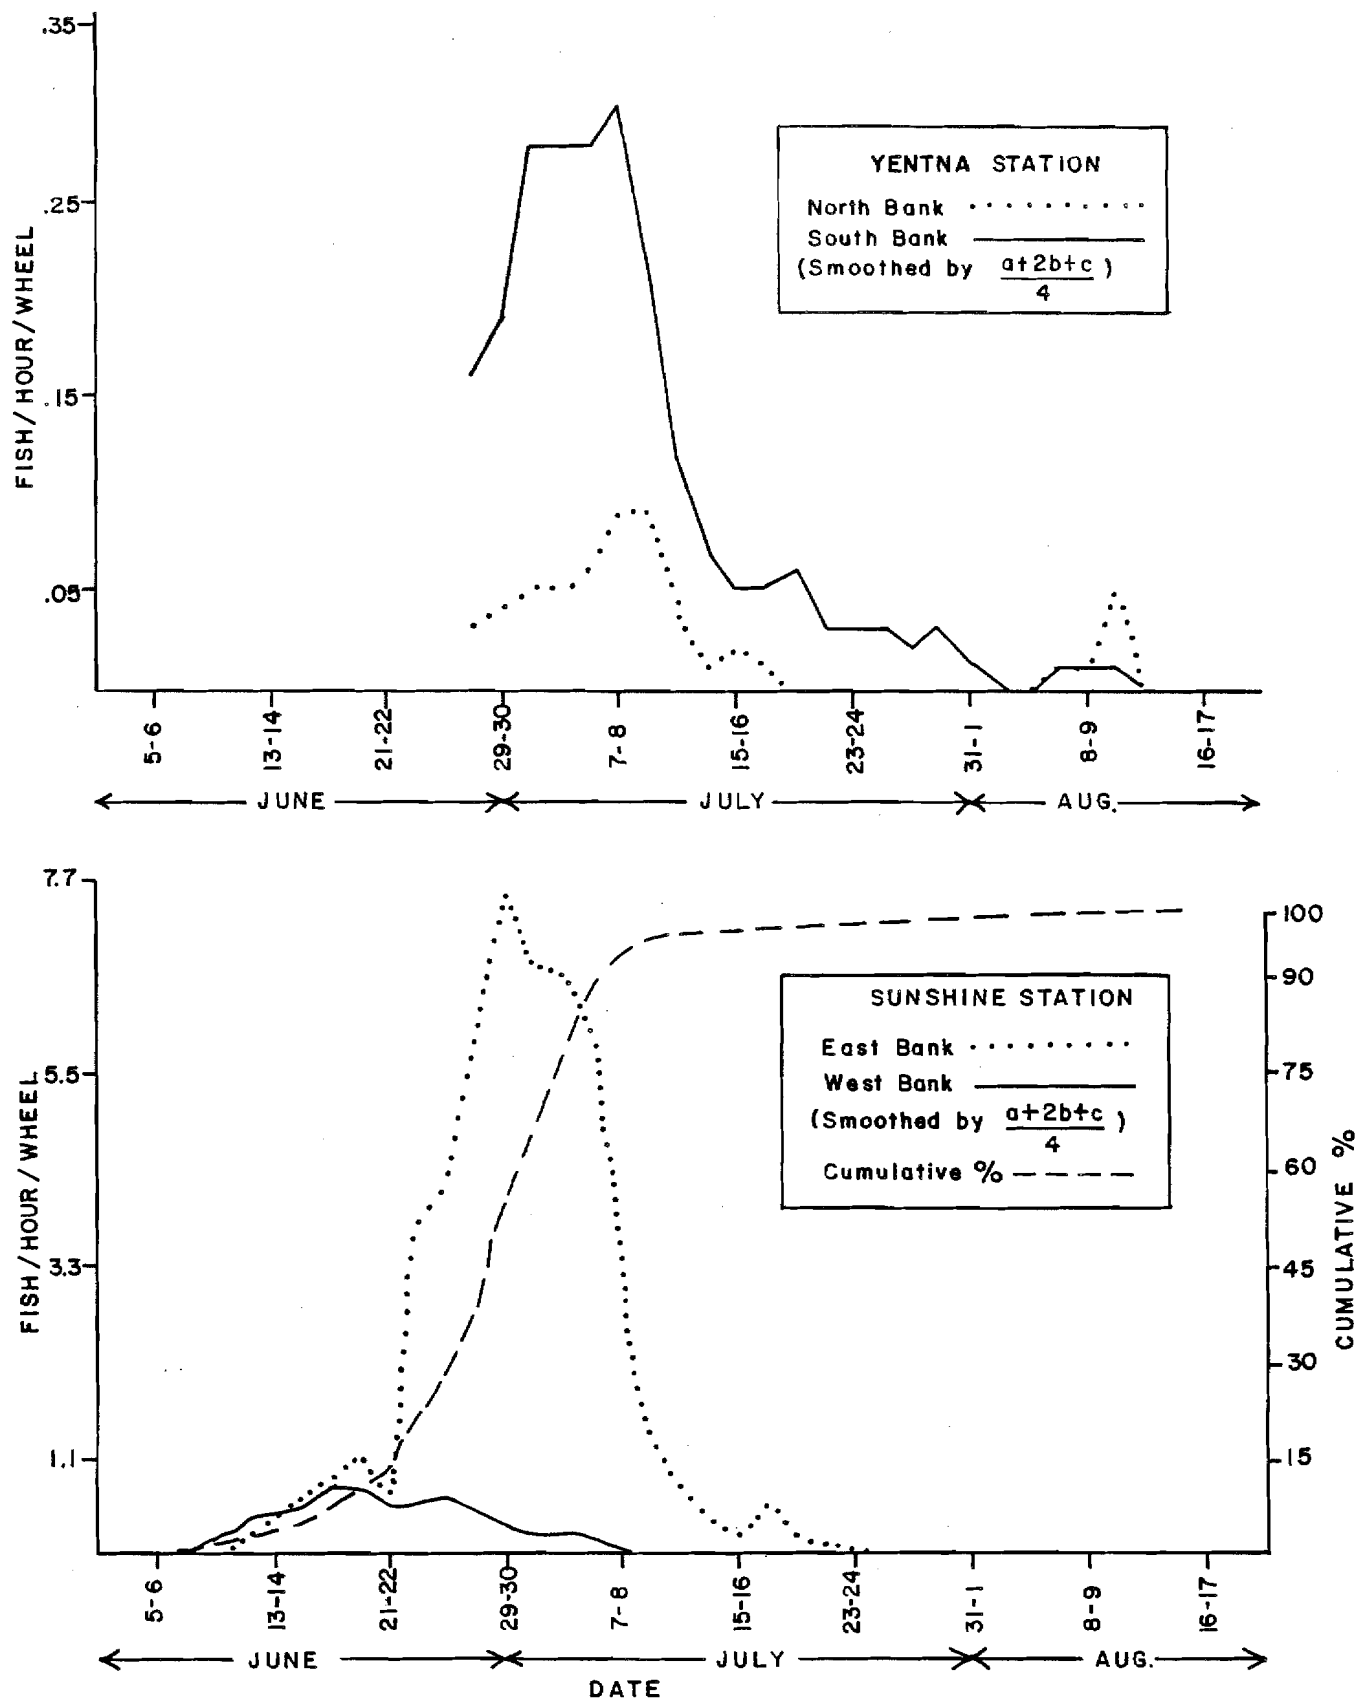 .35
.25
.15
.05
FISH/HOUR/WHEEL
YENTNA STATION
North Bank
South Bank
(Smoothed by a+2b+c )
4
5-6
13-14
21-22
29-30
7-8
15-16
23-24
31-1
8-9
16-17
JUNE
JULY
AUG.
7.7
5.5
3.3
1.1
FISH/HOUR/WHEEL
SUNSHINE STATION
East Bank
West Bank
(Smoothed by a+2b+c )
4
Cumulative %
100
90
75
60
45
30
15
CUMULATIVE %
5-6
13-14
21-22
29-30
7-8
15-16
23-24
31-1
8-9
16-17
JUNE
JULY
AUG.
DATE